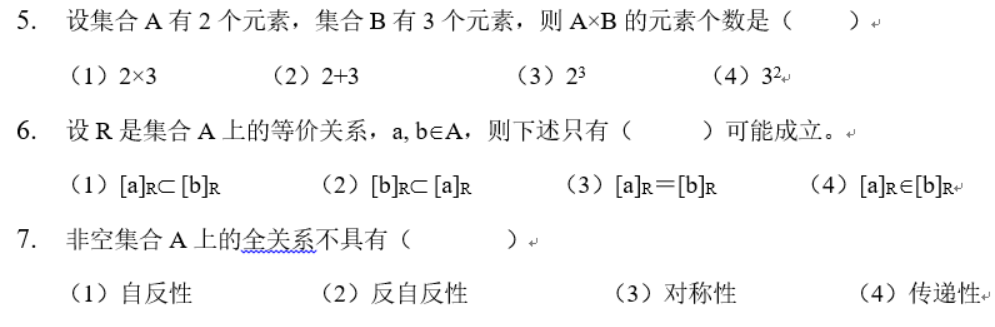 5. 设集合 A 有 2 个元素，集合 B 有 3 个元素，则 A×B 的元素个数是（ ）↵
（1）2×3 （2）2+3 （3）2³ （4）3²↵
6. 设 R 是集合 A 上的等价关系，a, b∈A，则下述只有（ ）可能成立。↵
（1）[a]R⊂ [b]R （2）[b]R⊂ [a]R （3）[a]R＝[b]R （4）[a]R∈[b]R↵
7. 非空集合 A 上的全关系不具有（ ）↵
（1）自反性 （2）反自反性 （3）对称性 （4）传递性↵